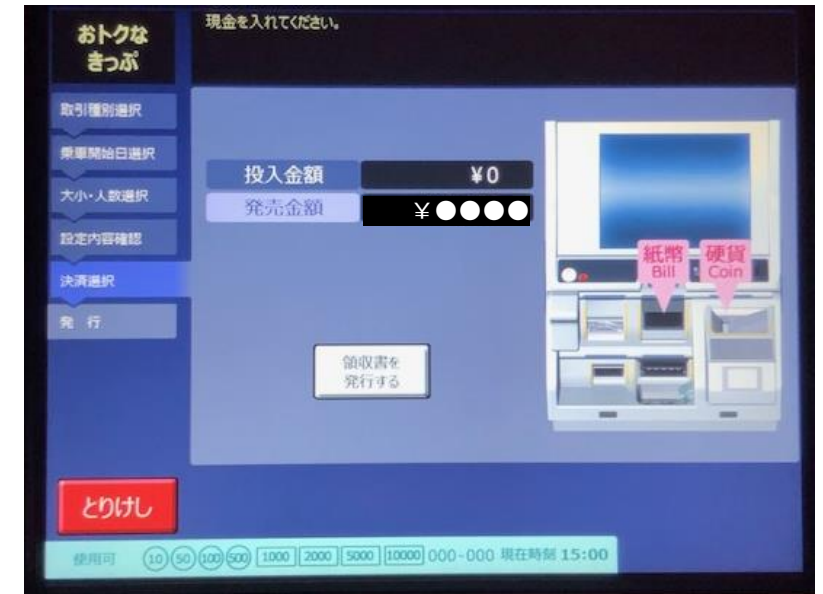 おトクな
きっぷ
現金を入れてください。
取引種別選択
乗車開始日選択
大小・人数選択
設定内容確認
決済選択
発 行
投入金額 ¥0
発売金額 ¥●●●●
紙幣
Bill
硬貨
Coin
領収書を
発行する
とりけし
使用可 10 50 100 500 1000 2000 5000 10000 000-000 現在時刻 15:00